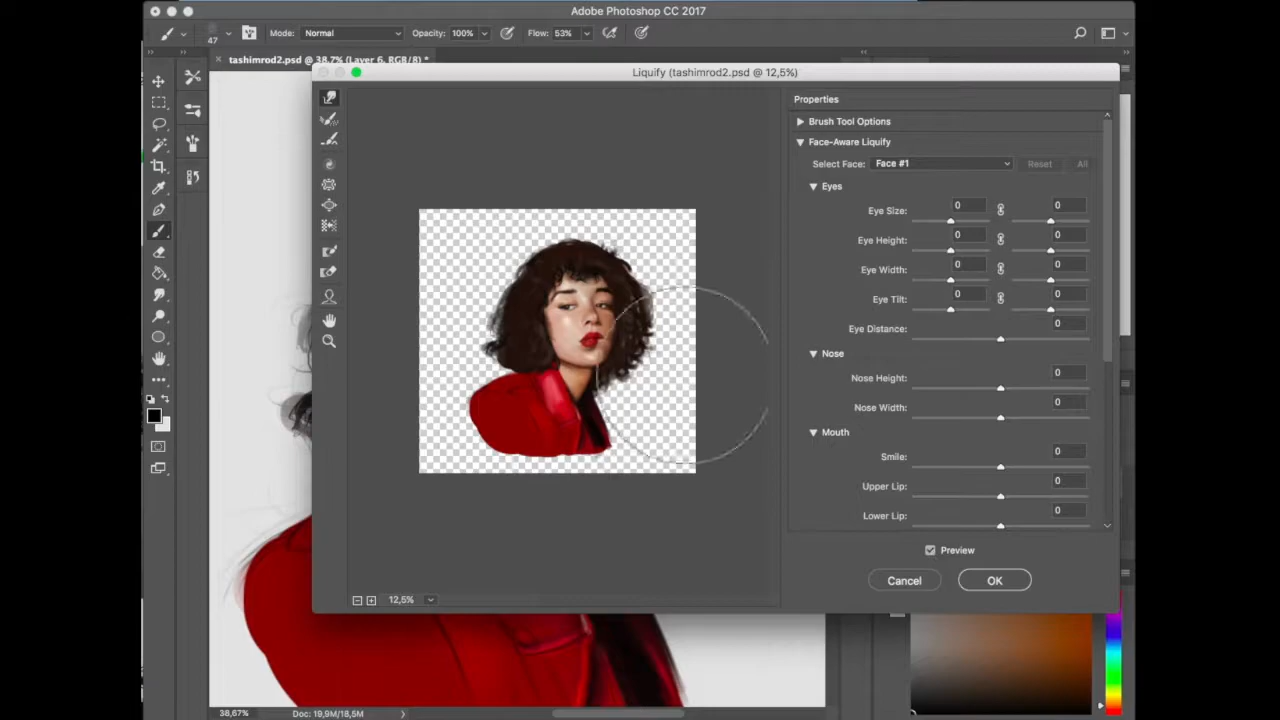 Adobe Photoshop CC 2017
47 Mode: Normal Opacity: 100% Flow: 53%
tashimrod2.psd @ 38,7% (Layer 6, RGB/8) *
Liquify (tashimrod2.psd @ 12,5%)
Properties
Brush Tool Options
Face-Aware Liquify
Select Face: Face #1 Reset All
Eyes
Eye Size: 0 0
Eye Height: 0 0
Eye Width: 0 0
Eye Tilt: 0 0
Eye Distance: 0
Nose
Nose Height: 0
Nose Width: 0
Mouth
Smile: 0
Upper Lip: 0
Lower Lip: 0
Preview
Cancel OK
12,5%
38,67% Doc: 19,9M/18,5M